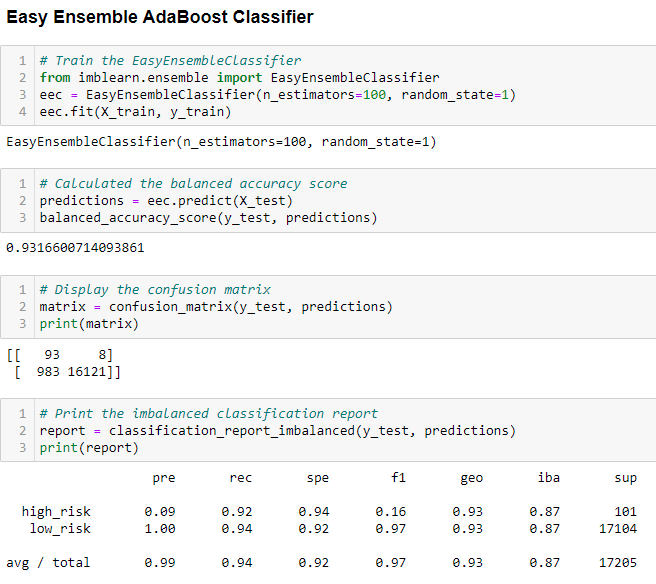 Easy Ensemble AdaBoost Classifier
1 # Train the EasyEnsembleClassifier
2 from imblearn.ensemble import EasyEnsembleClassifier
3 eec = EasyEnsembleClassifier(n_estimators=100, random_state=1)
4 eec.fit(X_train, y_train)
EasyEnsembleClassifier(n_estimators=100, random_state=1)
1 # Calculated the balanced accuracy score
2 predictions = eec.predict(X_test)
3 balanced_accuracy_score(y_test, predictions)
0.9316600714093861
1 # Display the confusion matrix
2 matrix = confusion_matrix(y_test, predictions)
3 print(matrix)
[[   93     8]
 [  983 16121]]
1 # Print the imbalanced classification report
2 report = classification_report_imbalanced(y_test, predictions)
3 print(report)
pre rec spe f1 geo iba sup
high_risk 0.09 0.92 0.94 0.16 0.93 0.87 101
low_risk 1.00 0.94 0.92 0.97 0.93 0.87 17104
avg / total 0.99 0.94 0.92 0.97 0.93 0.87 17205